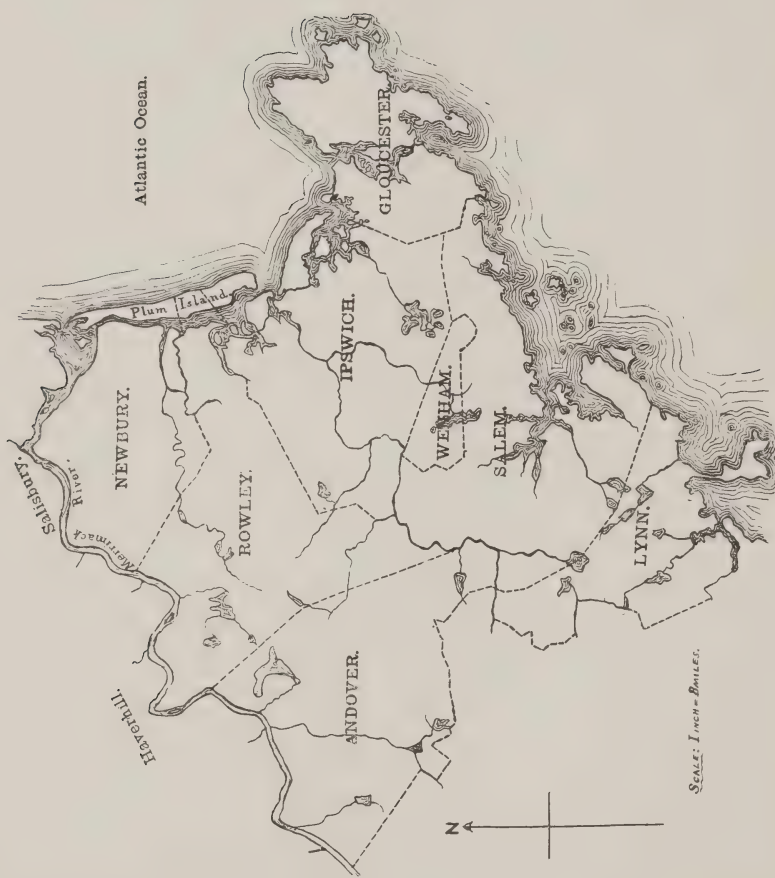 Atlantic Ocean.
Salisbury.
Merrimack River.
Haverhill.
Plum Island.
NEWBURY.
ROWLEY.
IPSWICH.
GLOUCESTER.
WENHAM.
SALEM.
ANDOVER.
LYNN.
N
SCALE: 1 INCH = 8 MILES.